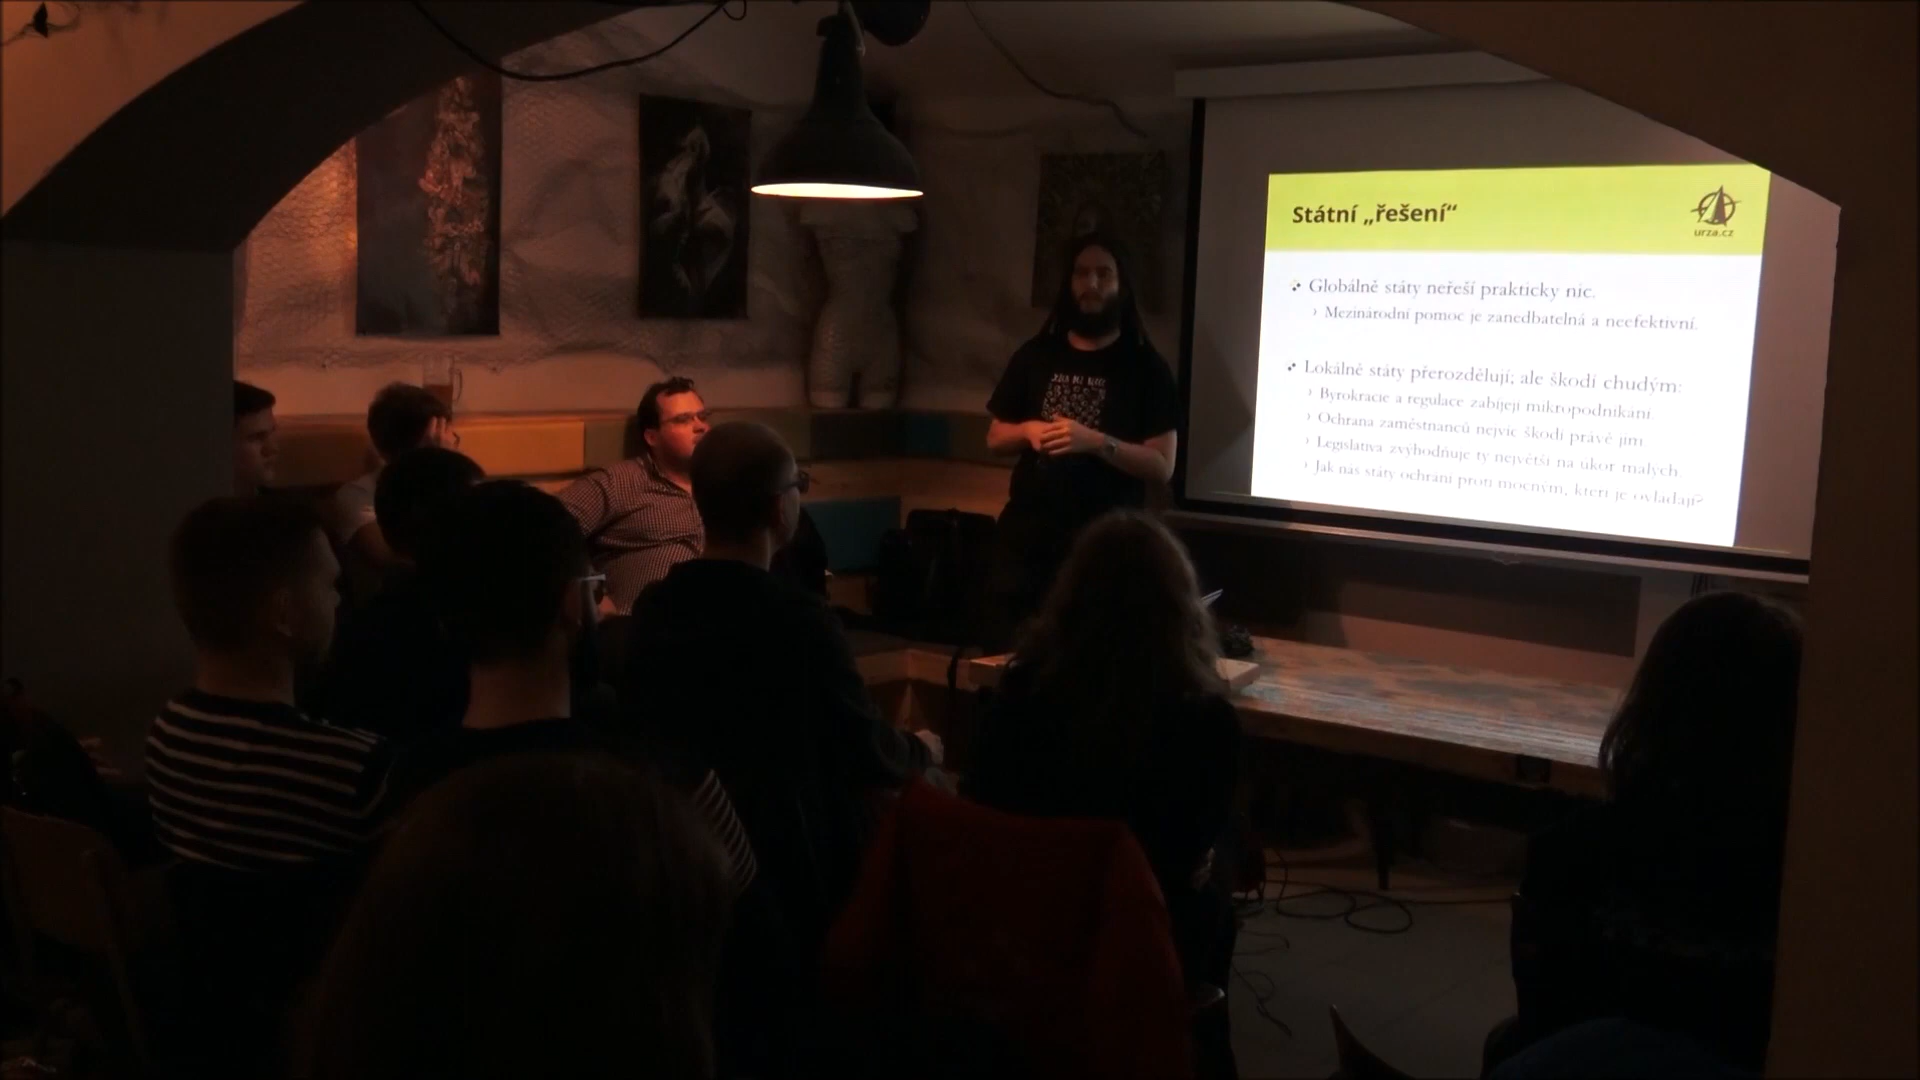 Státní „řešení“
urza.cz
Globálně státy neřeší prakticky nic.
Mezinárodní pomoc je zanedbatelná a neefektivní.
Lokálně státy přerozdělují; ale škodí chudým:
Byrokracie a regulace zabíjejí mikropodnikání.
Ochrana zaměstnanců nejvíc škodí právě jim.
Legislativa zvýhodňuje ty největší na úkor malých.
Jak nás státy ochrání proti mocným, kteří je ovládají?